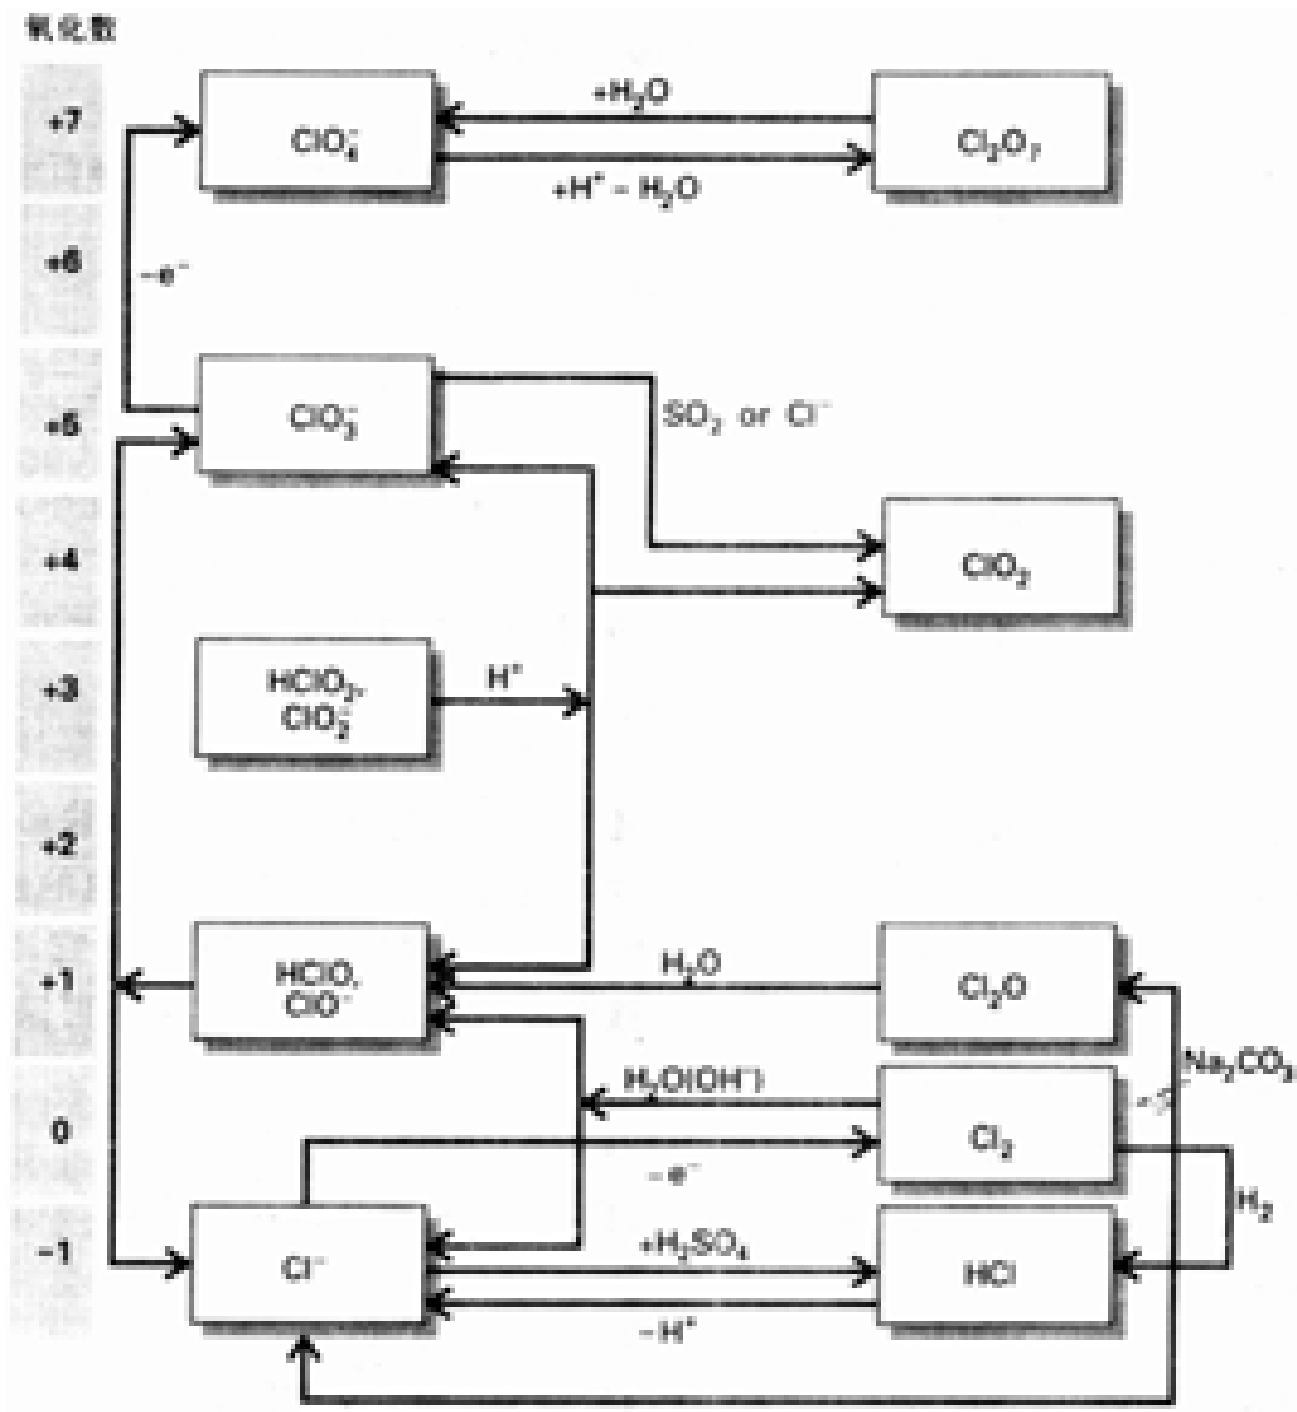 氧化数
+7
ClO₄⁻
+H₂O
Cl₂O₇
+H⁺ - H₂O
+6
-e⁻
+5
ClO₃⁻
SO₂ or Cl⁻
+4
ClO₂
+3
HClO₂,
ClO₂⁻
H⁺
+2
+1
HClO,
ClO⁻
H₂O
Cl₂O
Na₂CO₃
H₂O(OH⁻)
0
Cl₂
-e⁻
H₂
-1
Cl⁻
+H₂SO₄
HCl
-H⁺